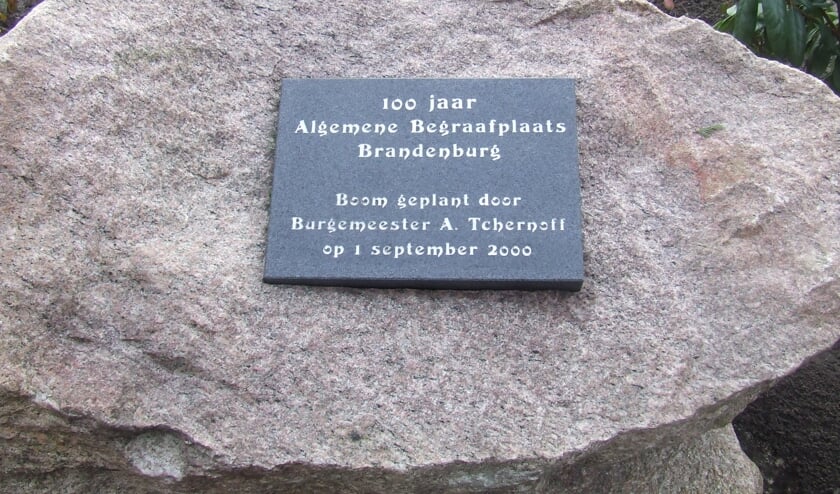 100 jaar
Algemene Begraafplaats
Brandenburg
Boom geplant door
Burgemeester A. Tchernoff
op 1 september 2000